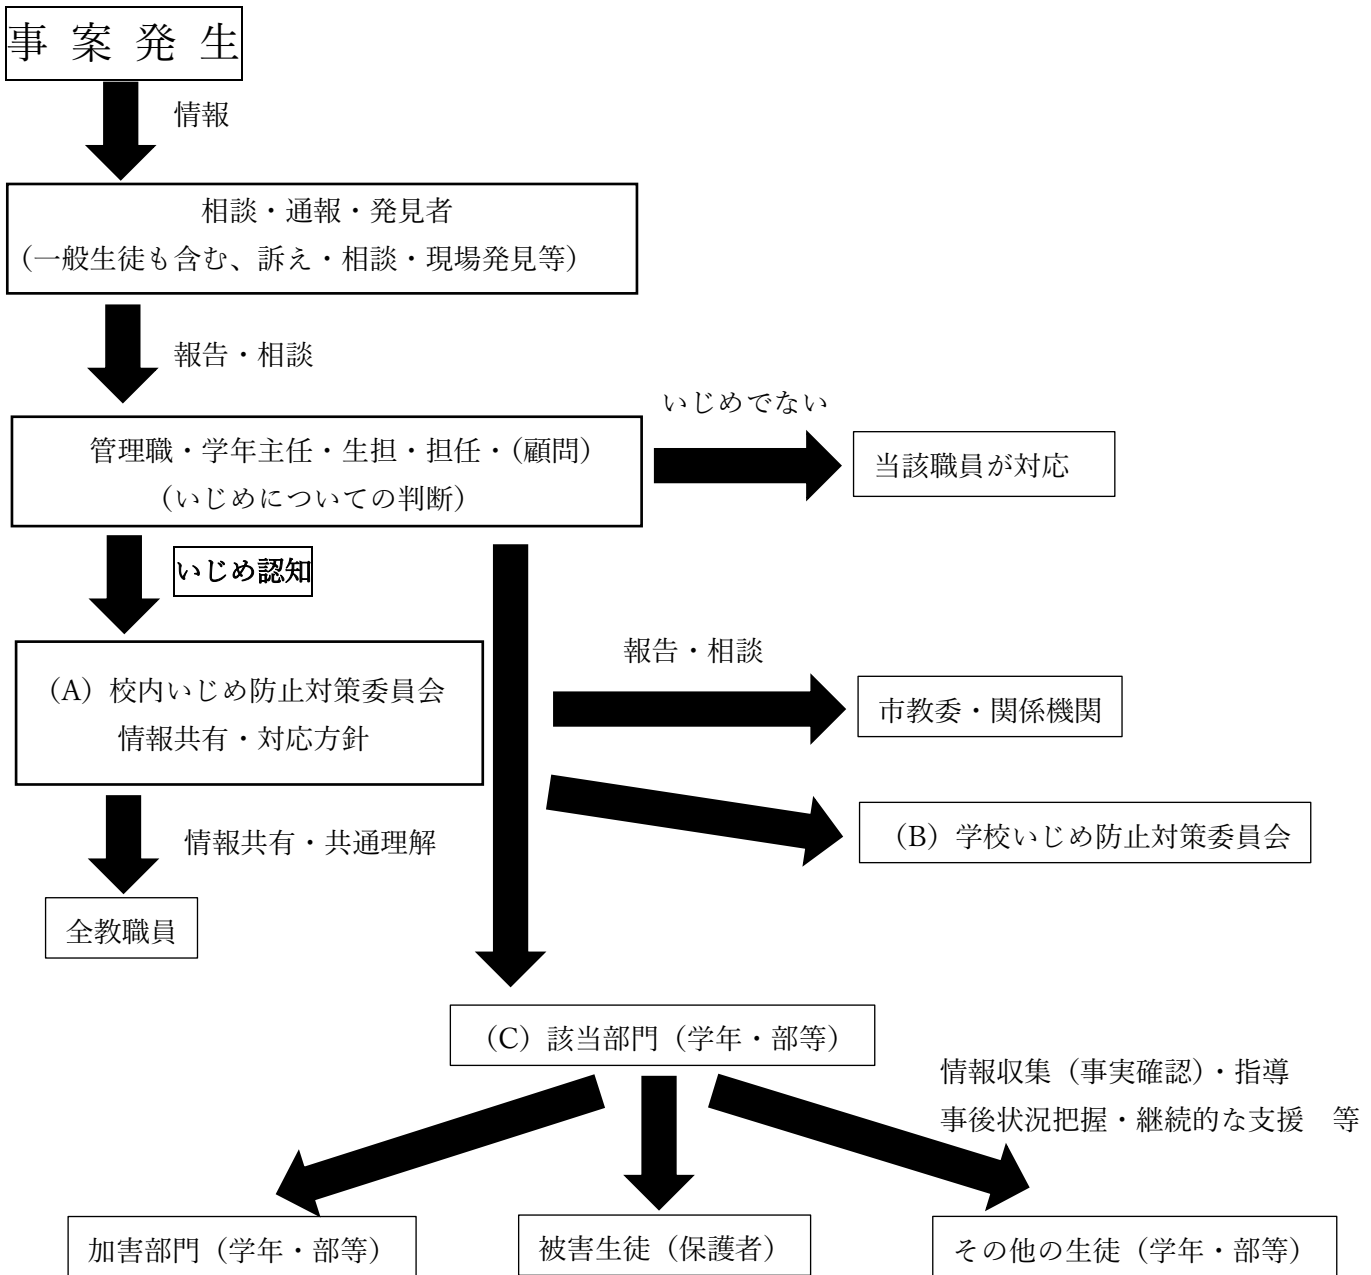 事 案 発 生
情報
相談・通報・発見者
（一般生徒も含む、訴え・相談・現場発見等）
報告・相談
管理職・学年主任・生担・担任・（顧問）
（いじめについての判断）
いじめでない
当該職員が対応
いじめ認知
（A）校内いじめ防止対策委員会
情報共有・対応方針
報告・相談
市教委・関係機関
（B）学校いじめ防止対策委員会
情報共有・共通理解
全教職員
（C）該当部門（学年・部等）
情報収集（事実確認）・指導
事後状況把握・継続的な支援　等
加害部門（学年・部等）
被害生徒（保護者）
その他の生徒（学年・部等）